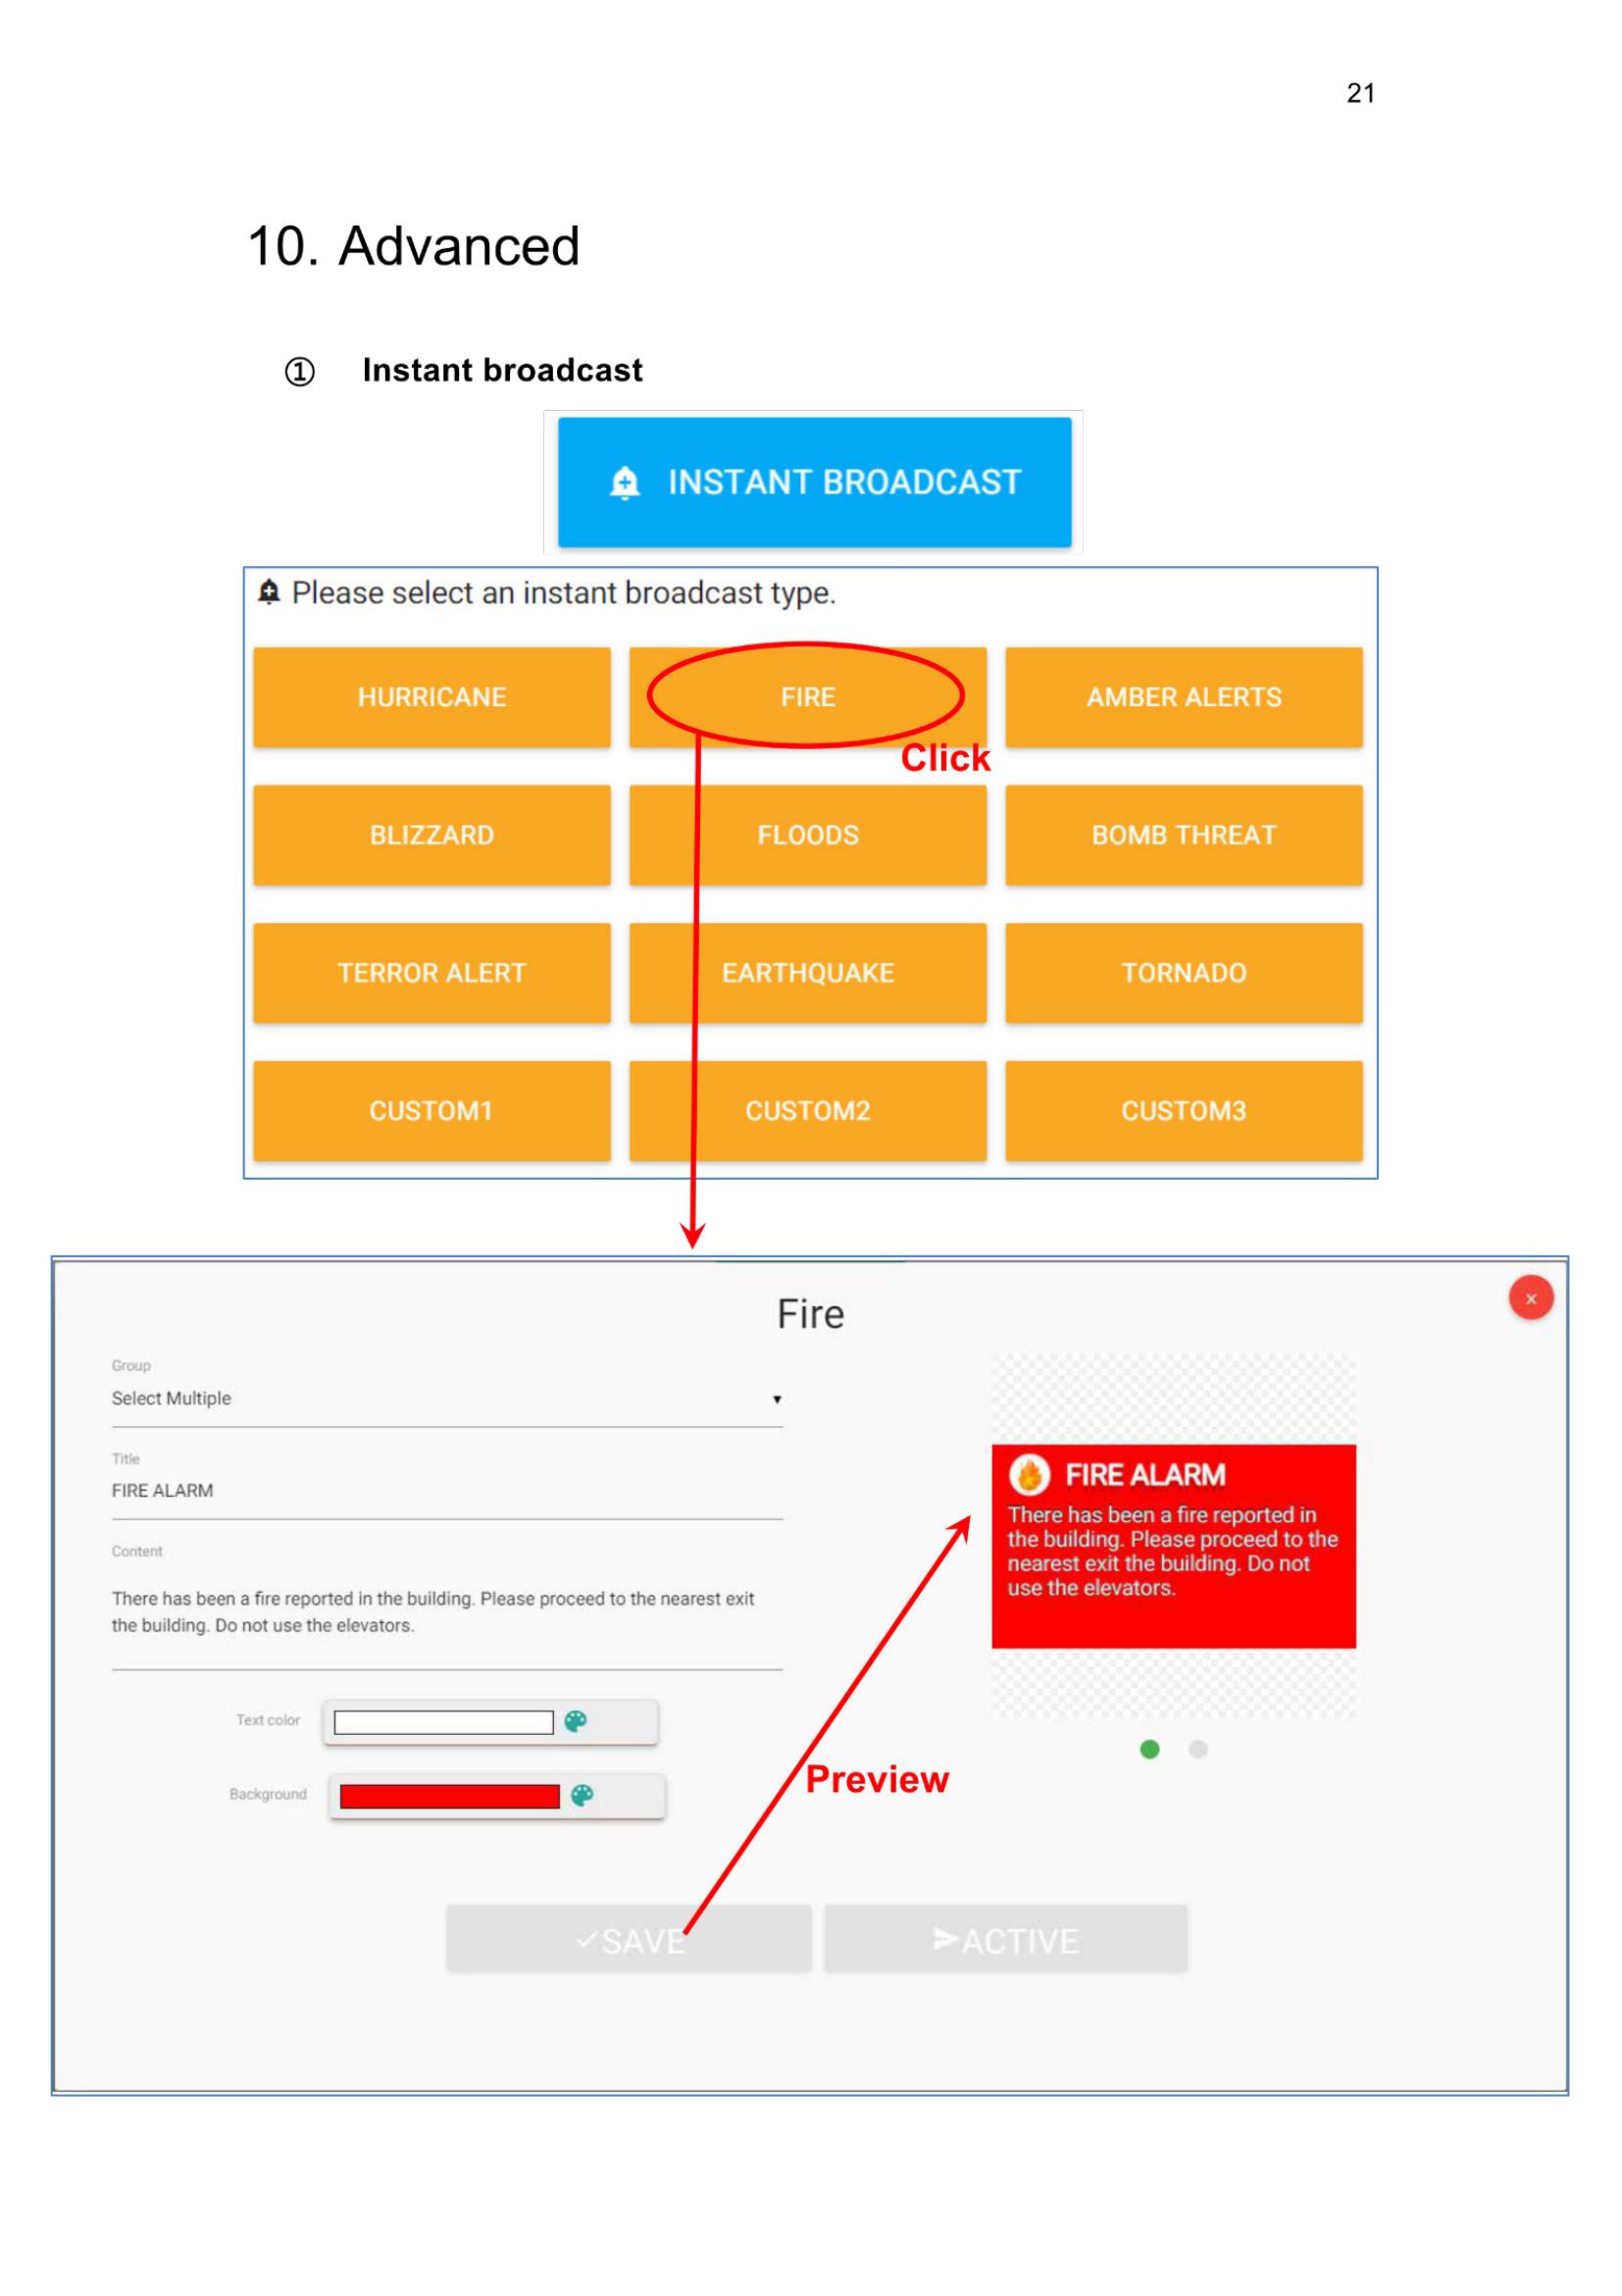 21
10. Advanced
① Instant broadcast
INSTANT BROADCAST
Please select an instant broadcast type.
HURRICANE
FIRE
AMBER ALERTS
Click
BLIZZARD
FLOODS
BOMB THREAT
TERROR ALERT
EARTHQUAKE
TORNADO
CUSTOM1
CUSTOM2
CUSTOM3
Fire
x
Group
Select Multiple
Title
FIRE ALARM
Content
There has been a fire reported in the building. Please proceed to the nearest exit
the building. Do not use the elevators.
FIRE ALARM
There has been a fire reported in
the building. Please proceed to the
nearest exit the building. Do not
use the elevators.
Text color
Background
Preview
SAVE
ACTIVE